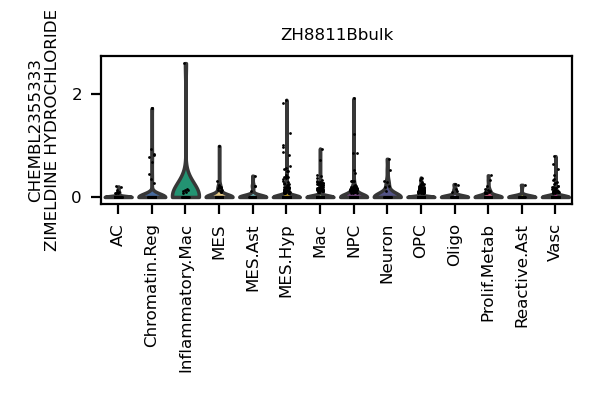 ZH8811Bbulk
CHEMBL2355333
ZIMELDINE HYDROCHLORIDE
2
0
AC
Chromatin.Reg
Inflammatory.Mac
MES
MES.Ast
MES.Hyp
Mac
NPC
Neuron
OPC
Oligo
Prolif.Metab
Reactive.Ast
Vasc